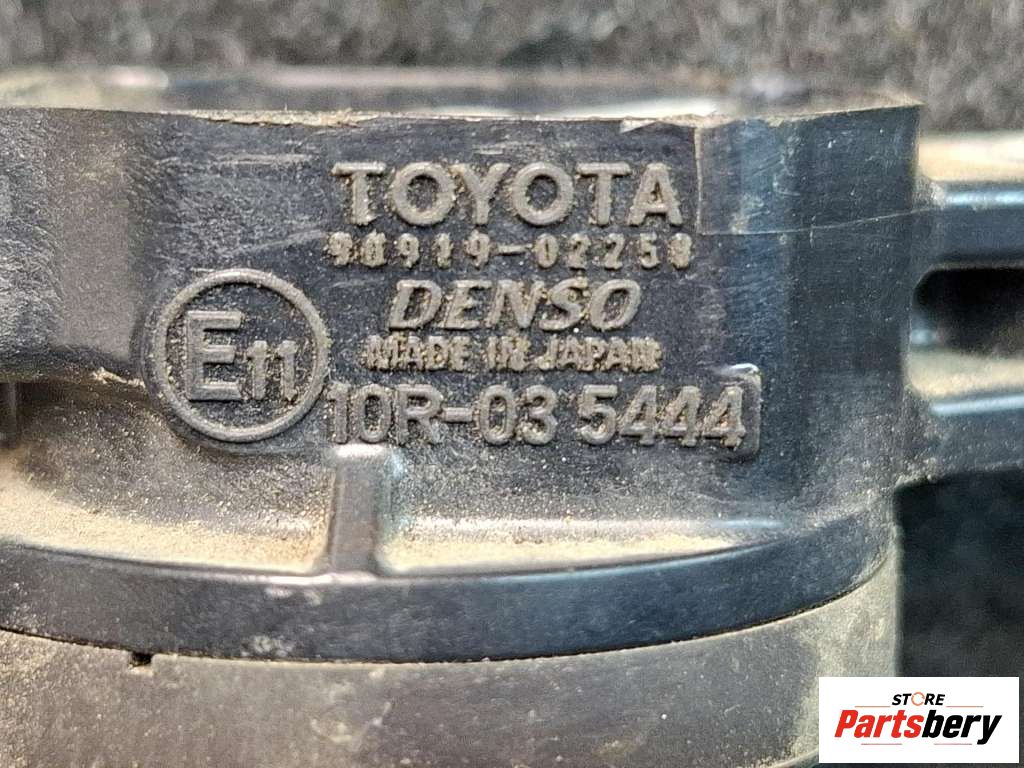 TOYOTA
90919-02258
DENSO
MADE IN JAPAN
E11
10R-03 5444
STORE
Partsbery